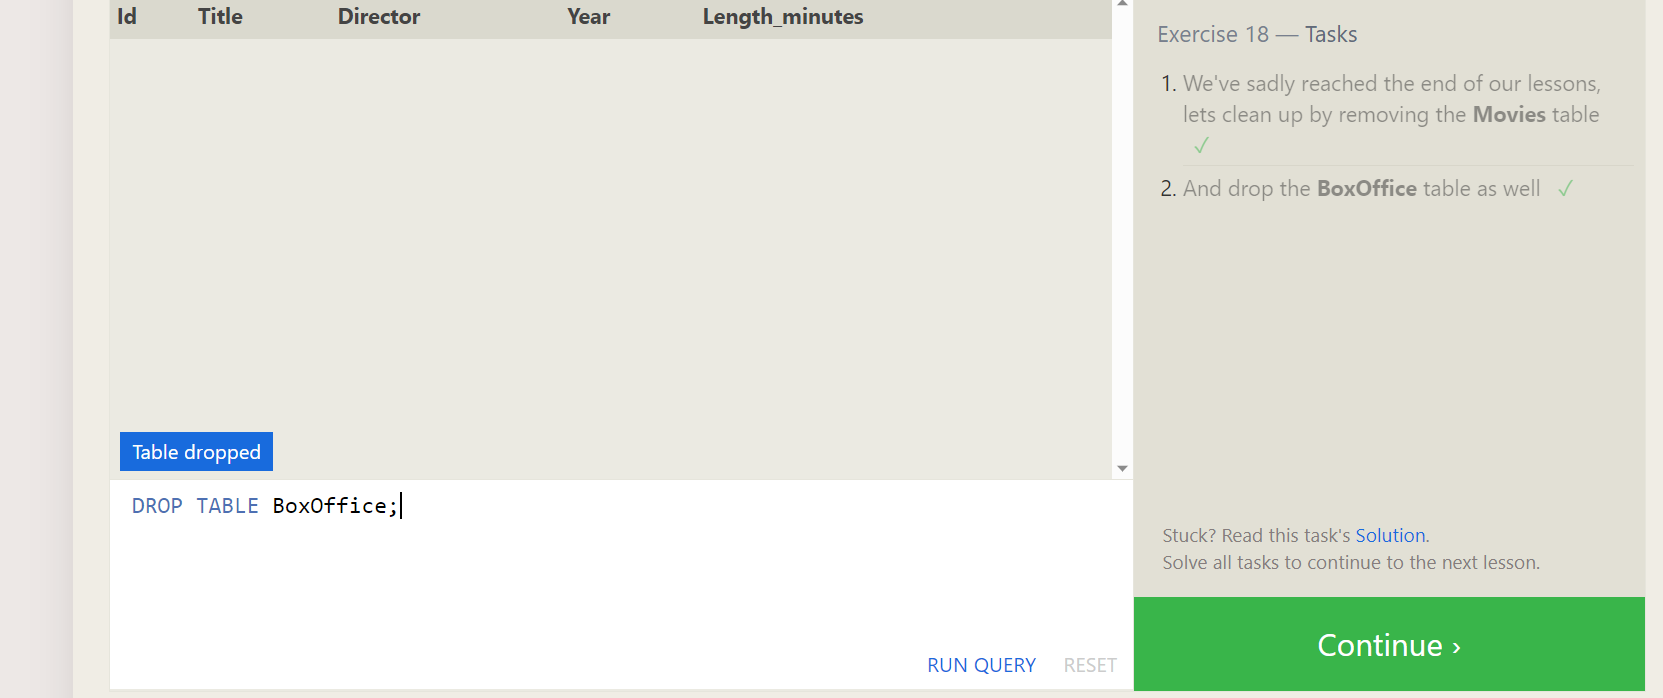 Id Title Director Year Length_minutes
Table dropped
DROP TABLE BoxOffice;
RUN QUERY RESET
Exercise 18 — Tasks
1. We've sadly reached the end of our lessons,
lets clean up by removing the Movies table
✓
2. And drop the BoxOffice table as well ✓
Stuck? Read this task's Solution.
Solve all tasks to continue to the next lesson.
Continue ›